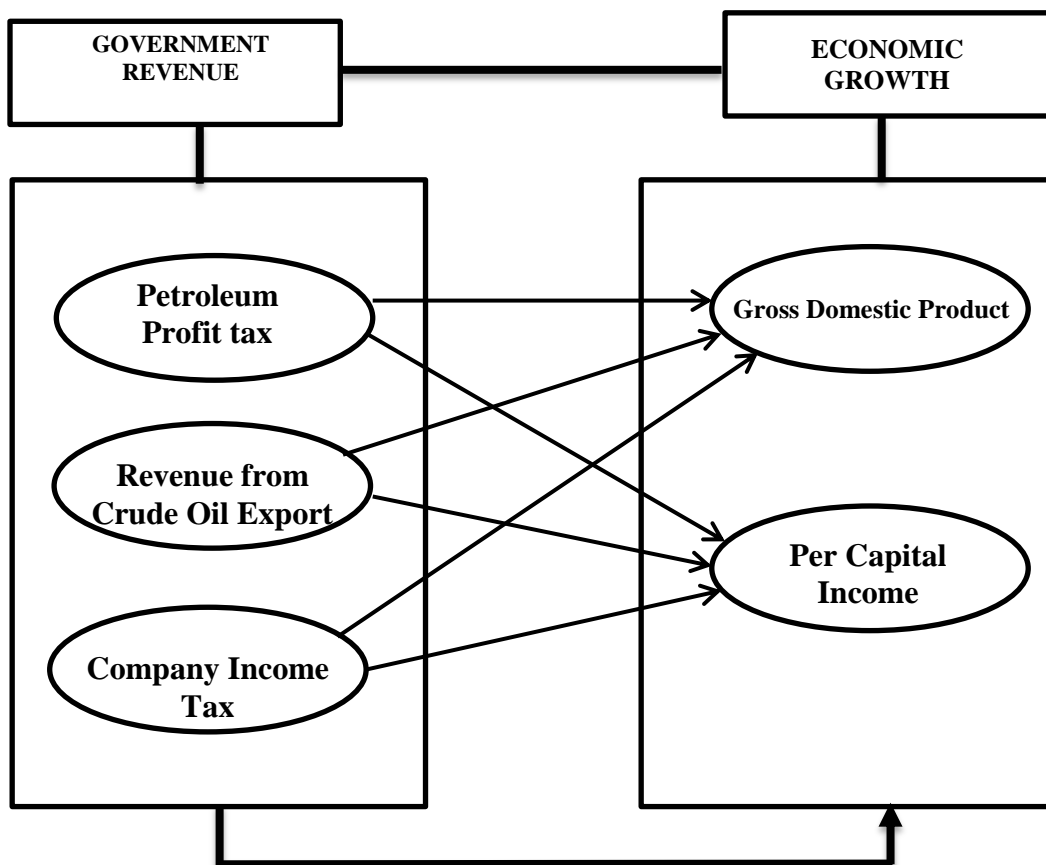 GOVERNMENT
REVENUE
ECONOMIC
GROWTH
Petroleum
Profit tax
Gross Domestic Product
Revenue from
Crude Oil Export
Per Capital
Income
Company Income
Tax